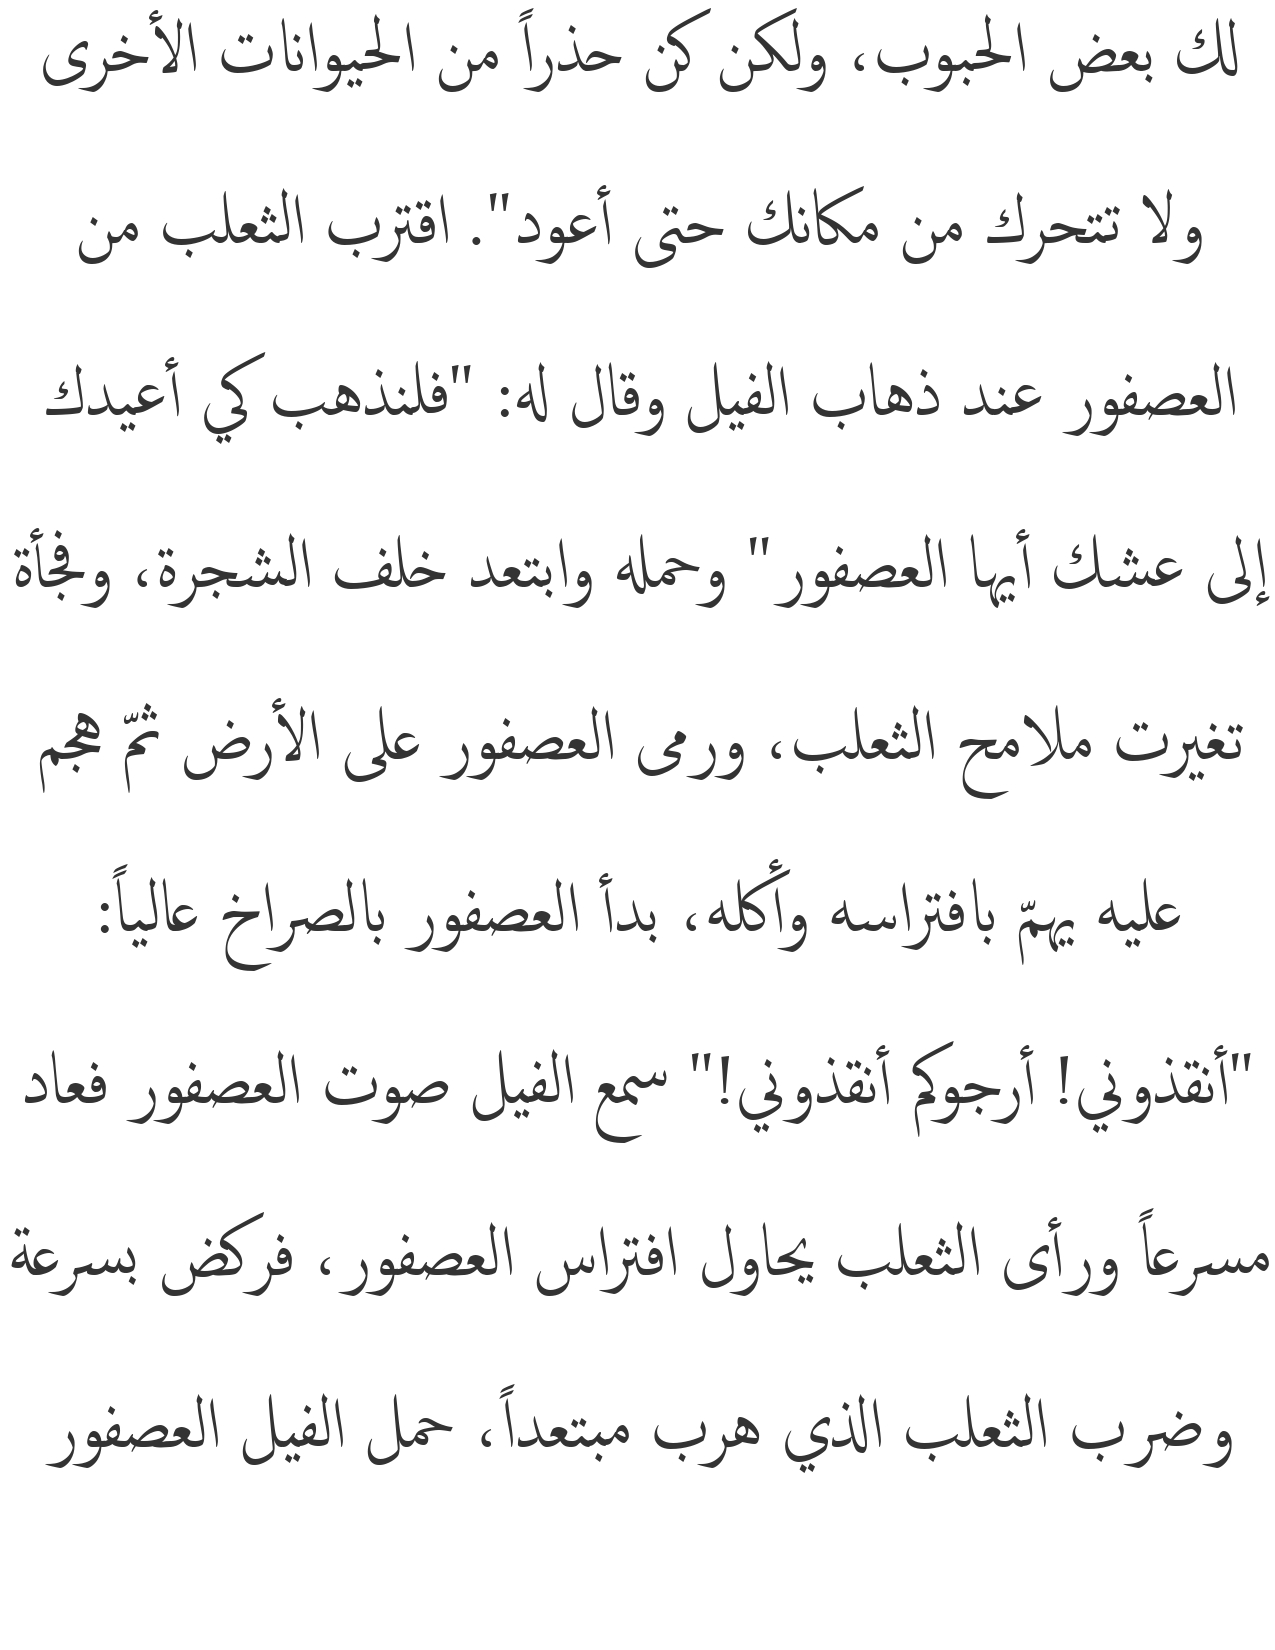 لك بعض الحبوب، ولكن كن حذراً من الحيوانات الأخرى
ولا تتحرك من مكانك حتى أعود". اقترب الثعلب من
العصفور عند ذهاب الفيل وقال له: "فلنذهب كي أعيدك
إلى عشك أيها العصفور" وحمله وابتعد خلف الشجرة، وفجأة
تغيرت ملامح الثعلب، ورمى العصفور على الأرض ثمّ هجم
عليه يهمّ بافتراسه وأكله، بدأ العصفور بالصراخ عالياً:
"أنقذوني! أرجوكم أنقذوني!" سمع الفيل صوت العصفور فعاد
مسرعاً ورأى الثعلب يحاول افتراس العصفور، فركض بسرعة
وضرب الثعلب الذي هرب مبتعداً، حمل الفيل العصفور